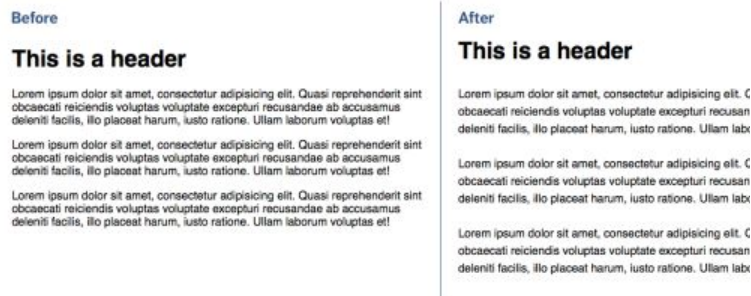 Before
This is a header
Lorem ipsum dolor sit amet, consectetur adipisicing elit. Quasi reprehenderit sint
obcaecati reiciendis voluptas voluptate excepturi recusandae ab accusamus
deleniti facilis, illo placeat harum, iusto ratione. Ullam laborum voluptas et!
Lorem ipsum dolor sit amet, consectetur adipisicing elit. Quasi reprehenderit sint
obcaecati reiciendis voluptas voluptate excepturi recusandae ab accusamus
deleniti facilis, illo placeat harum, iusto ratione. Ullam laborum voluptas et!
Lorem ipsum dolor sit amet, consectetur adipisicing elit. Quasi reprehenderit sint
obcaecati reiciendis voluptas voluptate excepturi recusandae ab accusamus
deleniti facilis, illo placeat harum, iusto ratione. Ullam laborum voluptas et!
After
This is a header
Lorem ipsum dolor sit amet, consectetur adipisicing elit.
obcaecati reiciendis voluptas voluptate excepturi
deleniti facilis, illo placeat harum, iusto ratione. Ullam
Lorem ipsum dolor sit amet, consectetur adipisicing elit.
obcaecati reiciendis voluptas voluptate excepturi
deleniti facilis, illo placeat harum, iusto ratione. Ullam
Lorem ipsum dolor sit amet, consectetur adipisicing elit.
obcaecati reiciendis voluptas voluptate excepturi
deleniti facilis, illo placeat harum, iusto ratione. Ullam